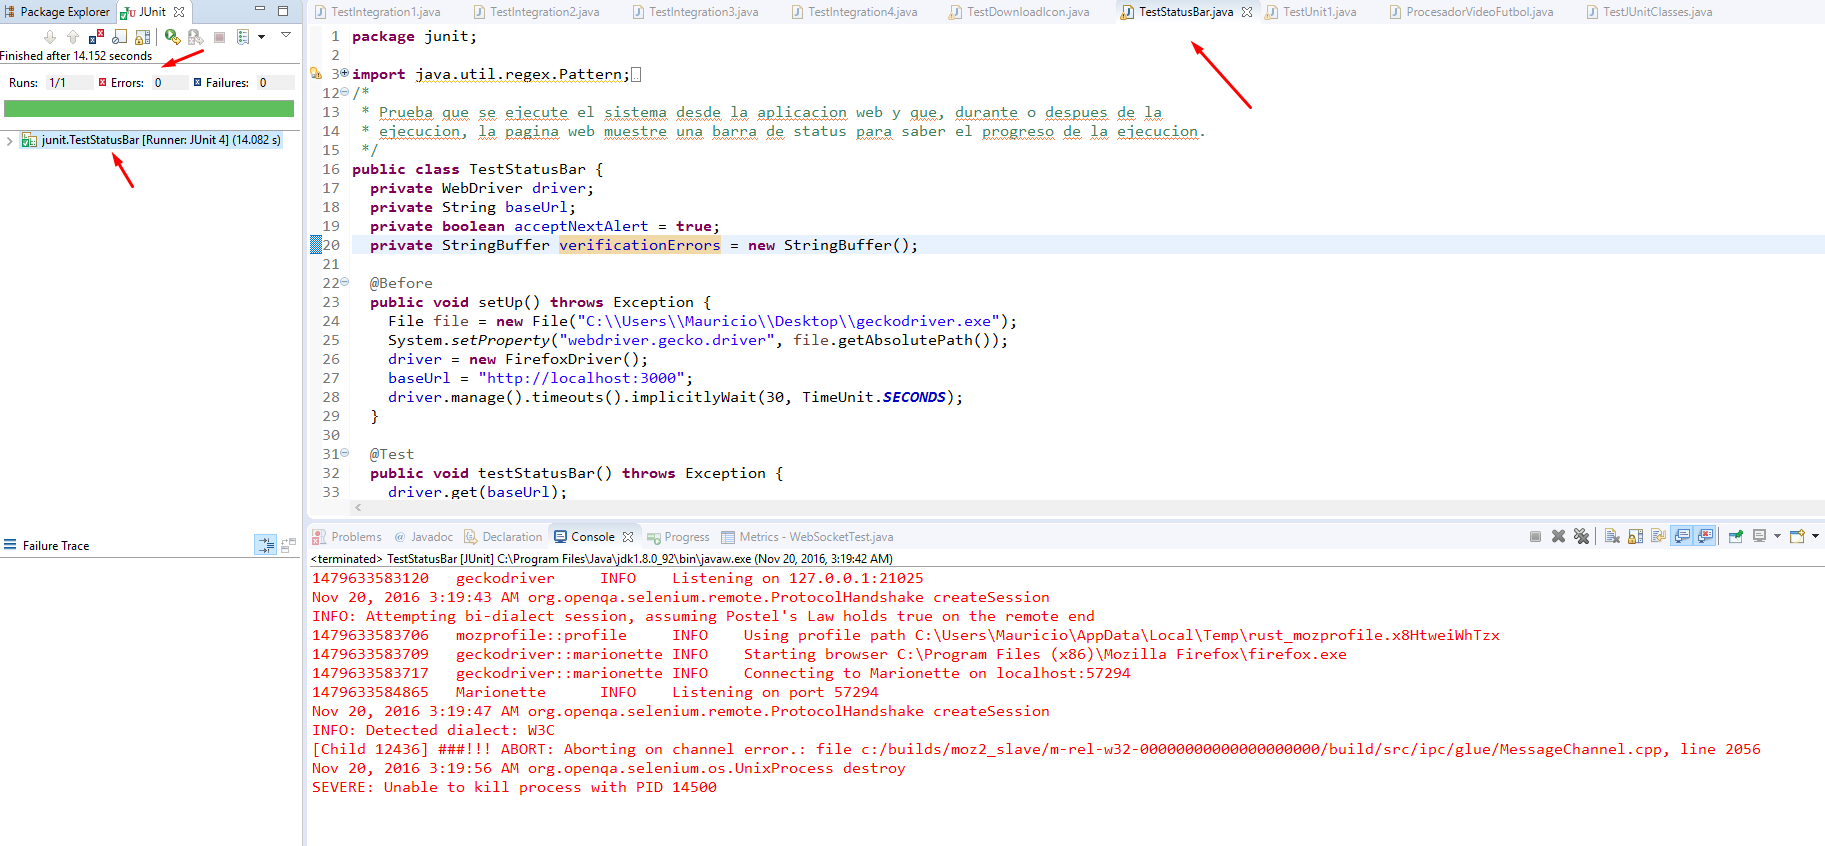 Package Explorer JUnit
Finished after 14.152 seconds
Runs: 1/1 Errors: 0 Failures: 0
junit.TestStatusBar [Runner: JUnit 4] (14.082 s)
Failure Trace
TestIntegration1.java TestIntegration2.java TestIntegration3.java TestIntegration4.java TestDownloadIcon.java TestStatusBar.java TestUnit1.java ProcesadorVideoFutbol.java TestJUnitClasses.java
1 package junit;
2
3 import java.util.regex.Pattern;
12 /*
13 * Prueba que se ejecute el sistema desde la aplicacion web y que, durante o despues de la
14 * ejecucion, la pagina web muestre una barra de status para saber el progreso de la ejecucion.
15 */
16 public class TestStatusBar {
17 private WebDriver driver;
18 private String baseUrl;
19 private boolean acceptNextAlert = true;
20 private StringBuffer verificationErrors = new StringBuffer();
21
22 @Before
23 public void setUp() throws Exception {
24 File file = new File("C:\\Users\\Mauricio\\Desktop\\geckodriver.exe");
25 System.setProperty("webdriver.gecko.driver", file.getAbsolutePath());
26 driver = new FirefoxDriver();
27 baseUrl = "http://localhost:3000";
28 driver.manage().timeouts().implicitlyWait(30, TimeUnit.SECONDS);
29 }
30
31 @Test
32 public void testStatusBar() throws Exception {
33 driver.get(baseUrl);
Problems @ Javadoc Declaration Console Progress Metrics - WebSocketTest.java
<terminated> TestStatusBar [JUnit] C:\Program Files\Java\jdk1.8.0_92\bin\javaw.exe (Nov 20, 2016, 3:19:42 AM)
1479633583120 geckodriver INFO Listening on 127.0.0.1:21025
Nov 20, 2016 3:19:43 AM org.openqa.selenium.remote.ProtocolHandshake createSession
INFO: Attempting bi-dialect session, assuming Postel's Law holds true on the remote end
1479633583706 mozprofile::profile INFO Using profile path C:\Users\Mauricio\AppData\Local\Temp\rust_mozprofile.x8HtweiWhTzx
1479633583709 geckodriver::marionette INFO Starting browser C:\Program Files (x86)\Mozilla Firefox\firefox.exe
1479633583717 geckodriver::marionette INFO Connecting to Marionette on localhost:57294
1479633584865 Marionette INFO Listening on port 57294
Nov 20, 2016 3:19:47 AM org.openqa.selenium.remote.ProtocolHandshake createSession
INFO: Detected dialect: W3C
[Child 12436] ###!!! ABORT: Aborting on channel error.: file c:/builds/moz2_slave/m-rel-w32-00000000000000000000/build/src/ipc/glue/MessageChannel.cpp, line 2056
Nov 20, 2016 3:19:56 AM org.openqa.selenium.os.UnixProcess destroy
SEVERE: Unable to kill process with PID 14500